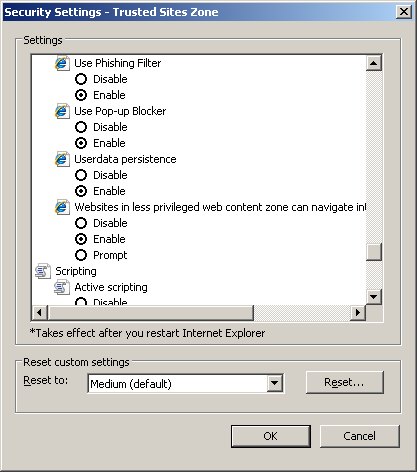 Security Settings - Trusted Sites Zone
Settings
Use Phishing Filter
Disable
Enable
Use Pop-up Blocker
Disable
Enable
Userdata persistence
Disable
Enable
Websites in less privileged web content zone can navigate int
Disable
Enable
Prompt
Scripting
Active scripting
Disable
*Takes effect after you restart Internet Explorer
Reset custom settings
Reset to:
Medium (default)
Reset...
OK
Cancel